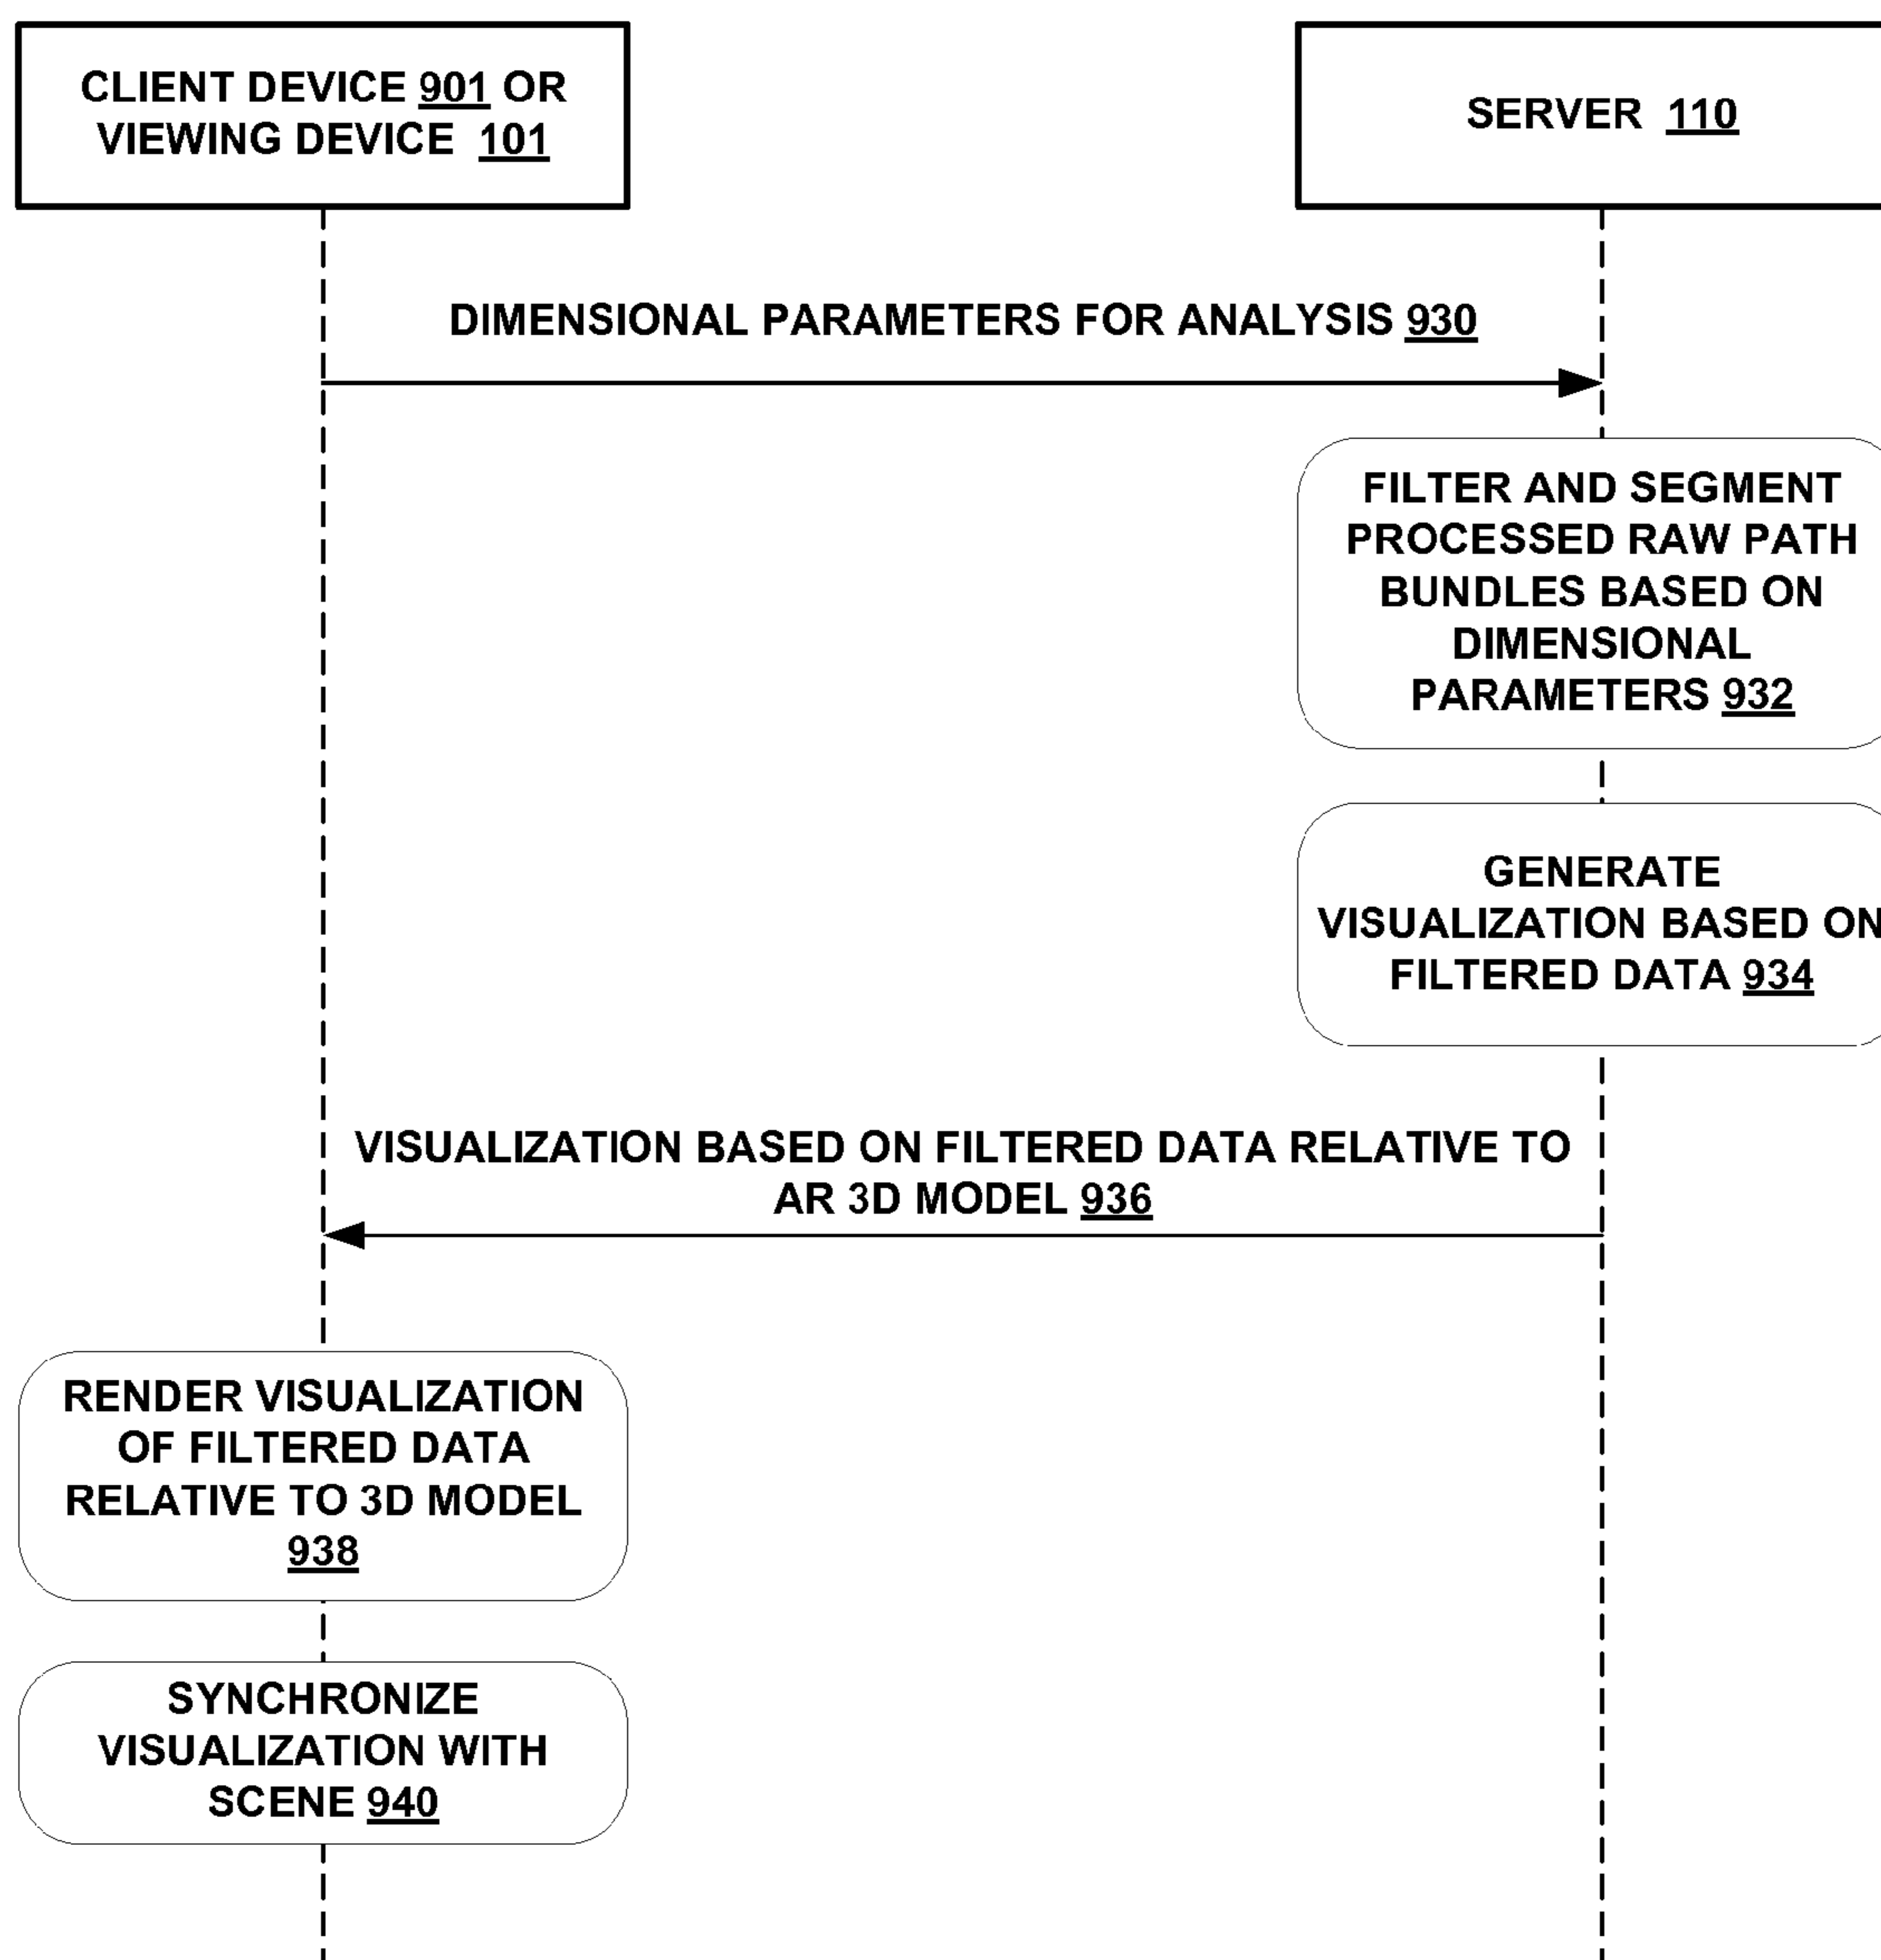 CLIENT DEVICE 901 OR
VIEWING DEVICE 101
SERVER 110
DIMENSIONAL PARAMETERS FOR ANALYSIS 930
FILTER AND SEGMENT
PROCESSED RAW PATH
BUNDLES BASED ON
DIMENSIONAL
PARAMETERS 932
GENERATE
VISUALIZATION BASED ON
FILTERED DATA 934
VISUALIZATION BASED ON FILTERED DATA RELATIVE TO
AR 3D MODEL 936
RENDER VISUALIZATION
OF FILTERED DATA
RELATIVE TO 3D MODEL
938
SYNCHRONIZE
VISUALIZATION WITH
SCENE 940